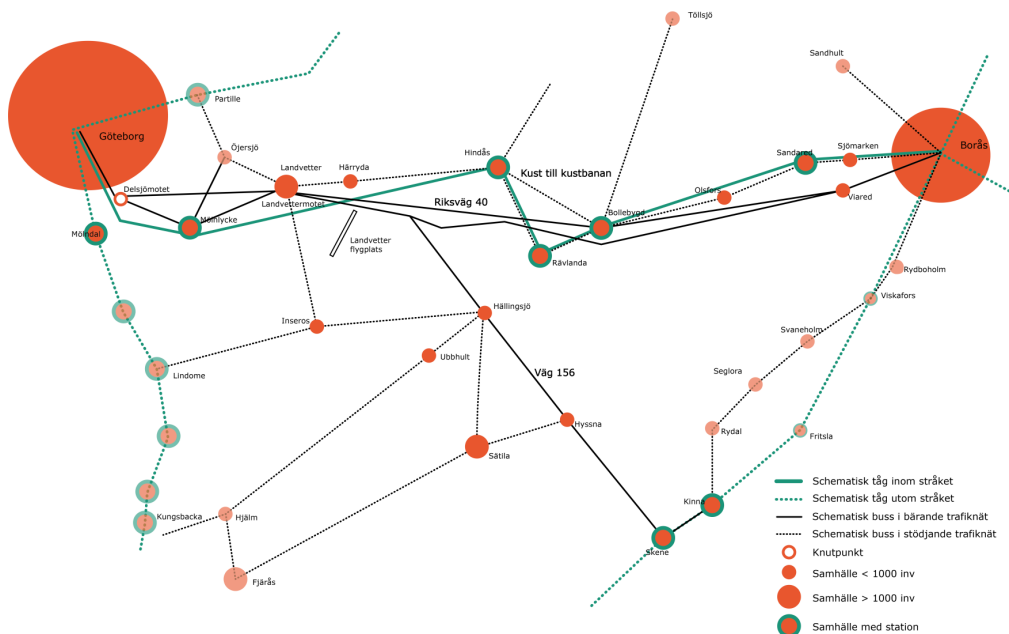 Töllsjö
Sandhult
Partille
Göteborg
Öjersjö
Landvetter
Härryda
Hindås
Kust till kustbanan
Sandared
Sjömarken
Borås
Delsjömotet
Landvettermotet
Riksväg 40
Olsfors
Viared
Mölnlycke
Bollebygd
Mölndal
Landvetter
flygplats
Rävlanda
Rydboholm
Viskafors
Hällingsjö
Inseros
Svaneholm
Ubbhult
Lindome
Väg 156
Seglora
Hyssna
Rydal
Fritsla
Sätila
Kinna
Kungsbacka
Hjälm
Skene
Fjärås
Schematisk tåg inom stråket
Schematisk tåg utom stråket
Schematisk buss i bärande trafiknät
Schematisk buss i stödjande trafiknät
Knutpunkt
Samhälle < 1000 inv
Samhälle > 1000 inv
Samhälle med station